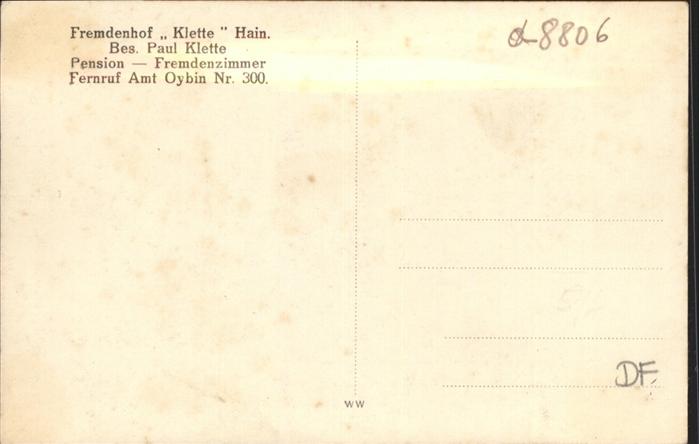 Fremdenhof „ Klette " Hain.
Bes. Paul Klette
Pension — Fremdenzimmer
Fernruf Amt Oybin Nr. 300.
d-8806
DF.
WW